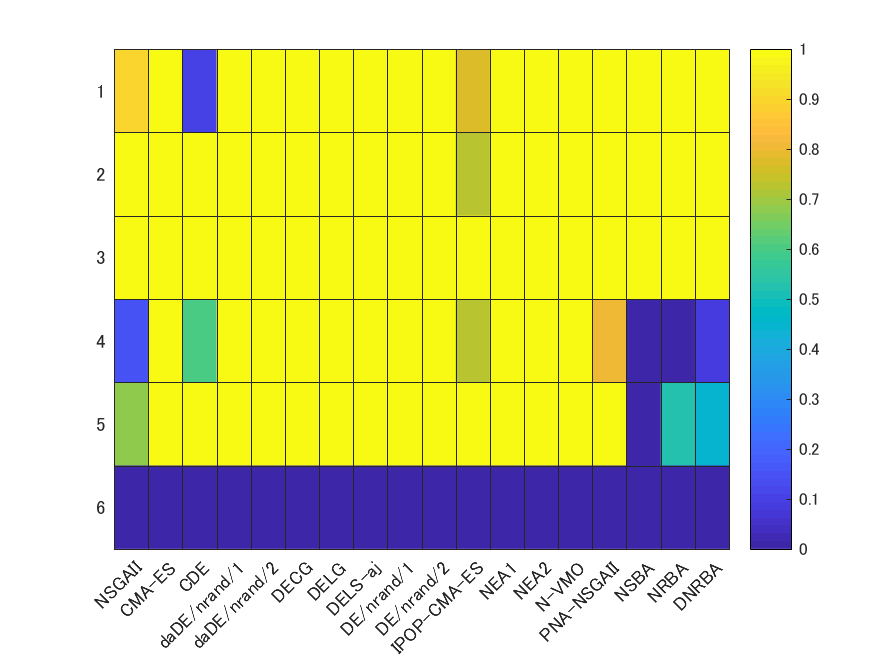 1
2
3
4
5
6
NSGAII
CMA-ES
CDE
daDE/nrand/1
daDE/nrand/2
DECG
DELG
DELS-aj
DE/nrand/1
DE/nrand/2
IPOP-CMA-ES
NEA1
NEA2
N-VMO
PNA-NSGAII
NSBA
NRBA
DNRBA
1
0.9
0.8
0.7
0.6
0.5
0.4
0.3
0.2
0.1
0